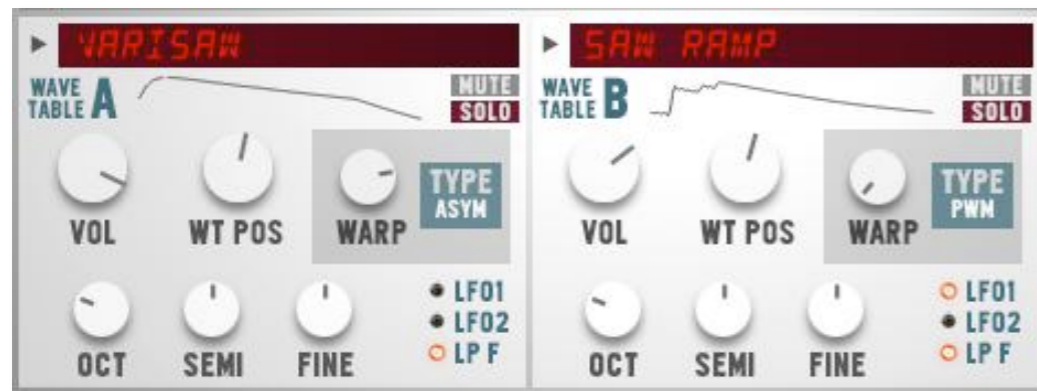 VARISAW
WAVE TABLE A
MUTE
SOLO
VOL
WT POS
WARP
TYPE
ASYM
OCT
SEMI
FINE
LFO1
LFO2
LP F
SAW RAMP
WAVE TABLE B
MUTE
SOLO
VOL
WT POS
WARP
TYPE
PWM
OCT
SEMI
FINE
LFO1
LFO2
LP F